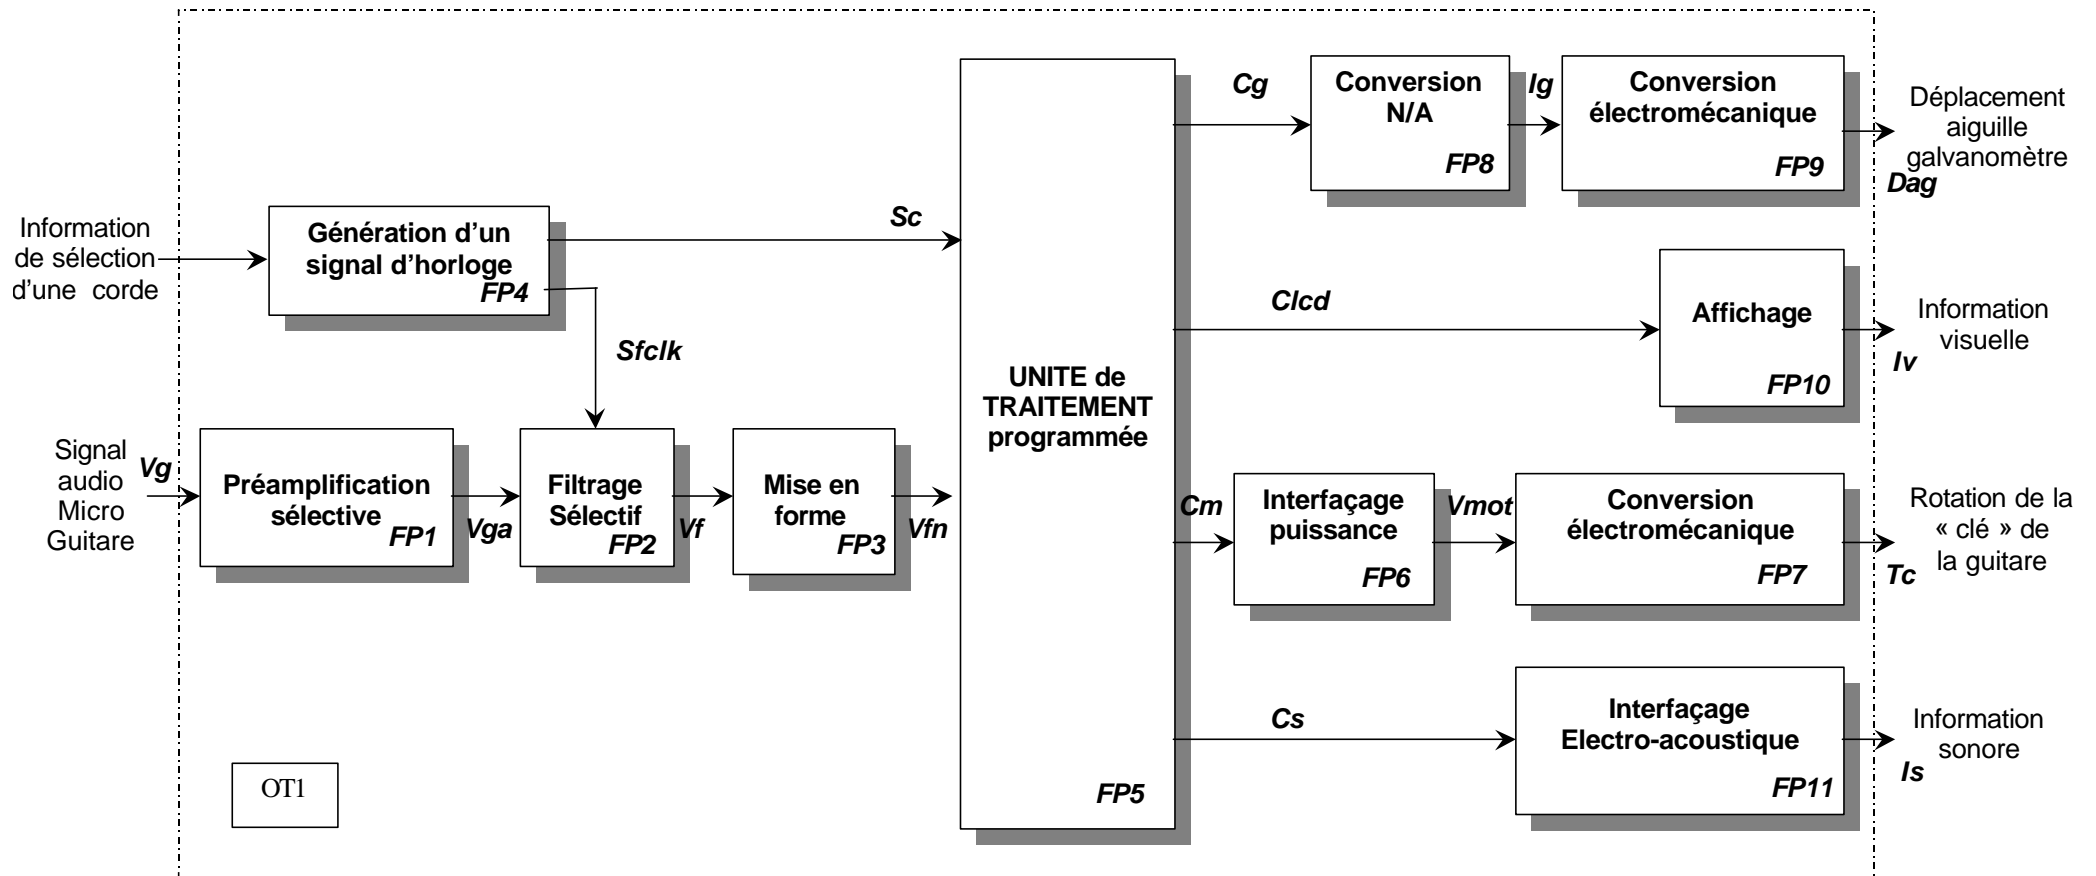 Information
de sélection
d'une corde
Génération d'un
signal d'horloge
FP4
Sc
Sfclk
Signal
audio
Micro
Guitare
Vg
Préamplification
sélective
FP1
Vga
Filtrage
Sélectif
FP2
Vf
Mise en
forme
FP3
Vfn
UNITE de
TRAITEMENT
programmée
FP5
Cg
Conversion
N/A
FP8
Ig
Conversion
électromécanique
FP9
Déplacement
aiguille
galvanomètre
Dag
Clcd
Affichage
FP10
Information
visuelle
Iv
Cm
Interfaçage
puissance
FP6
Vmot
Conversion
électromécanique
FP7
Rotation de la
« clé » de
la guitare
Tc
Cs
Interfaçage
Electro-acoustique
FP11
Information
sonore
Is
OT1